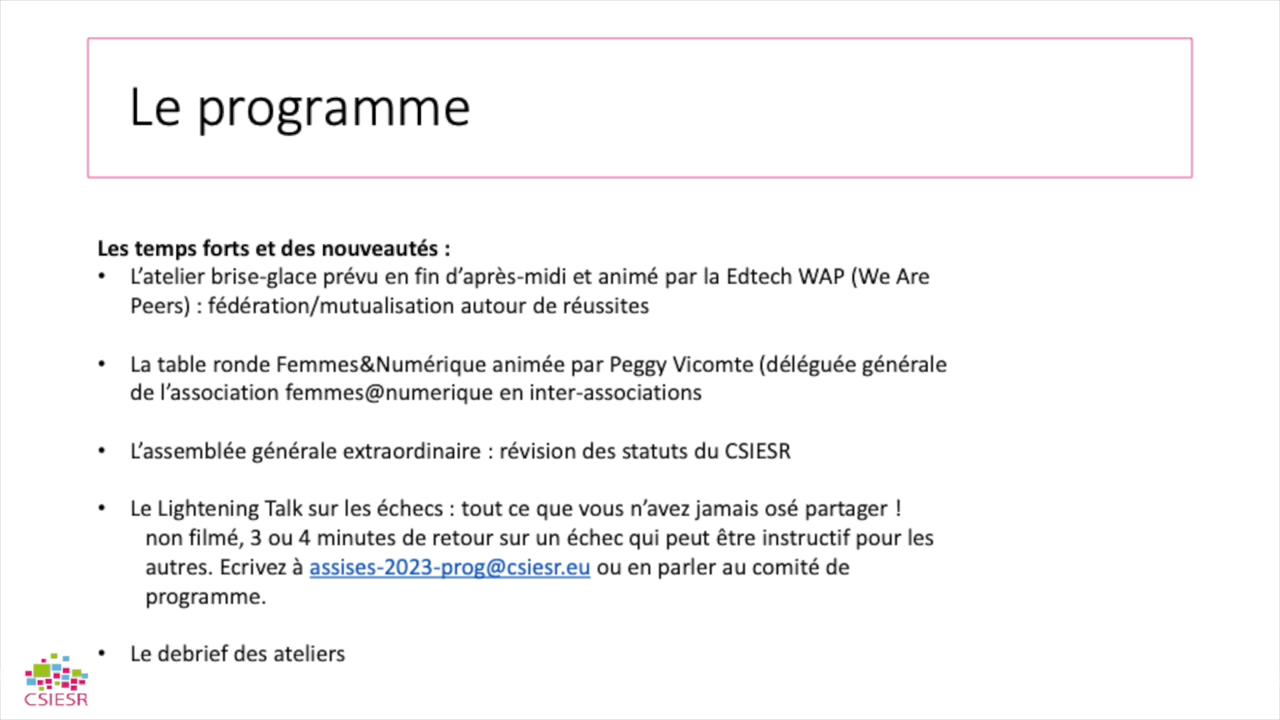 Le programme
Les temps forts et des nouveautés :
• L’atelier brise-glace prévu en fin d’après-midi et animé par la Edtech WAP (We Are
Peers) : fédération/mutualisation autour de réussites
• La table ronde Femmes&Numérique animée par Peggy Vicomte (déléguée générale
de l’association femmes@numerique en inter-associations
• L’assemblée générale extraordinaire : révision des statuts du CSIESR
• Le Lightening Talk sur les échecs : tout ce que vous n’avez jamais osé partager !
non filmé, 3 ou 4 minutes de retour sur un échec qui peut être instructif pour les
autres. Ecrivez à assises-2023-prog@csiesr.eu ou en parler au comité de
programme.
• Le debrief des ateliers
CSIESR